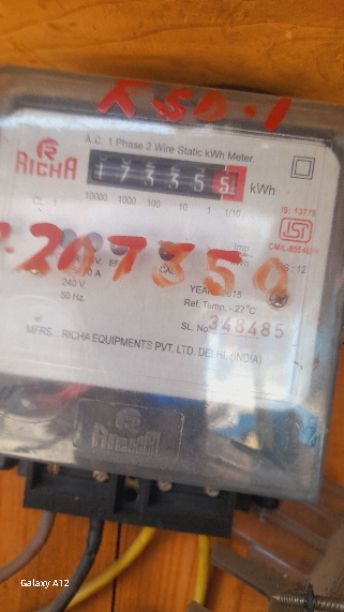 KSD-1
RICHA
A.C. 1 Phase 2 Wire Static kWh Meter.
173355 kWh
10000 1000 100 10 1 1/10
IS: 13779
ISI
207350
240 V.
50 Hz.
Ref. Temp. - 27°C
SL. No. 348485
MFRS. : RICHA EQUIPMENTS PVT. LTD. DELHI, (INDIA)
RICHA
Galaxy A12